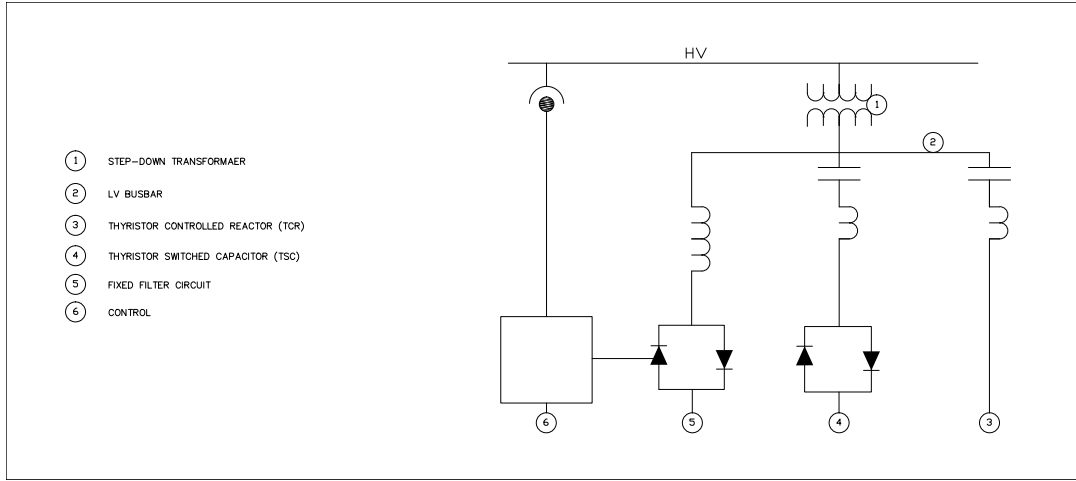 HV
1
2
1 STEP-DOWN TRANSFORMAER
2 LV BUSBAR
3 THYRISTOR CONTROLLED REACTOR (TCR)
4 THYRISTOR SWITCHED CAPACITOR (TSC)
5 FIXED FILTER CIRCUIT
6 CONTROL
6 5 4 3